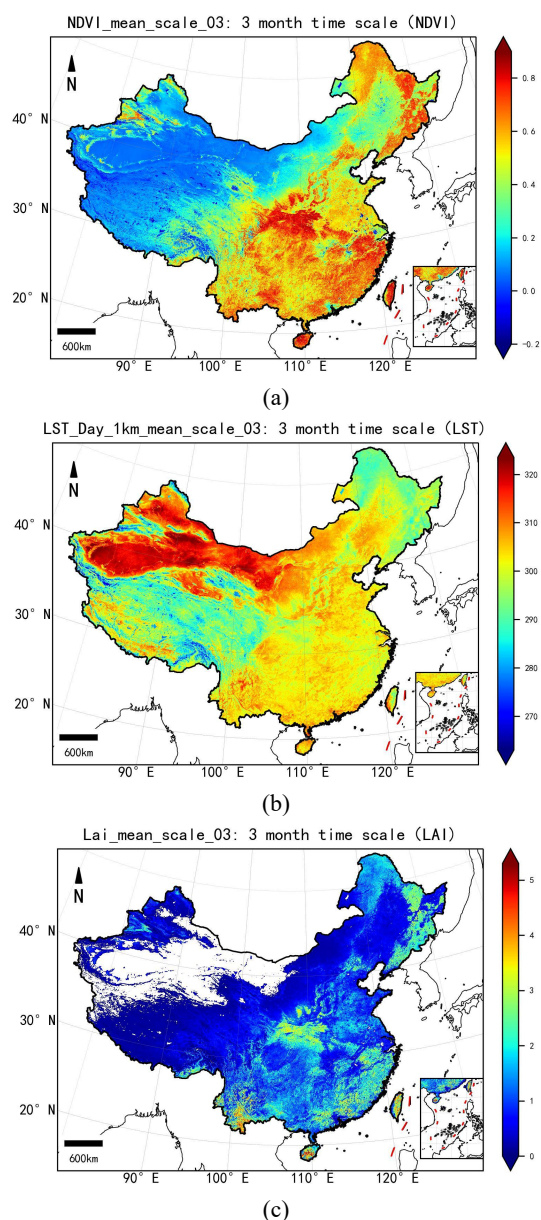 NDVI_mean_scale_03: 3 month time scale (NDVI)
N
40° N
30° N
20° N
600km
90° E
100° E
110° E
120° E
0.8
0.6
0.4
0.2
0.0
−0.2
(a)
LST_Day_1km_mean_scale_03: 3 month time scale (LST)
N
40° N
30° N
20° N
600km
90° E
100° E
110° E
120° E
320
310
300
290
280
270
(b)
Lai_mean_scale_03: 3 month time scale (LAI)
N
40° N
30° N
20° N
600km
90° E
100° E
110° E
120° E
5
4
3
2
1
0
(c)